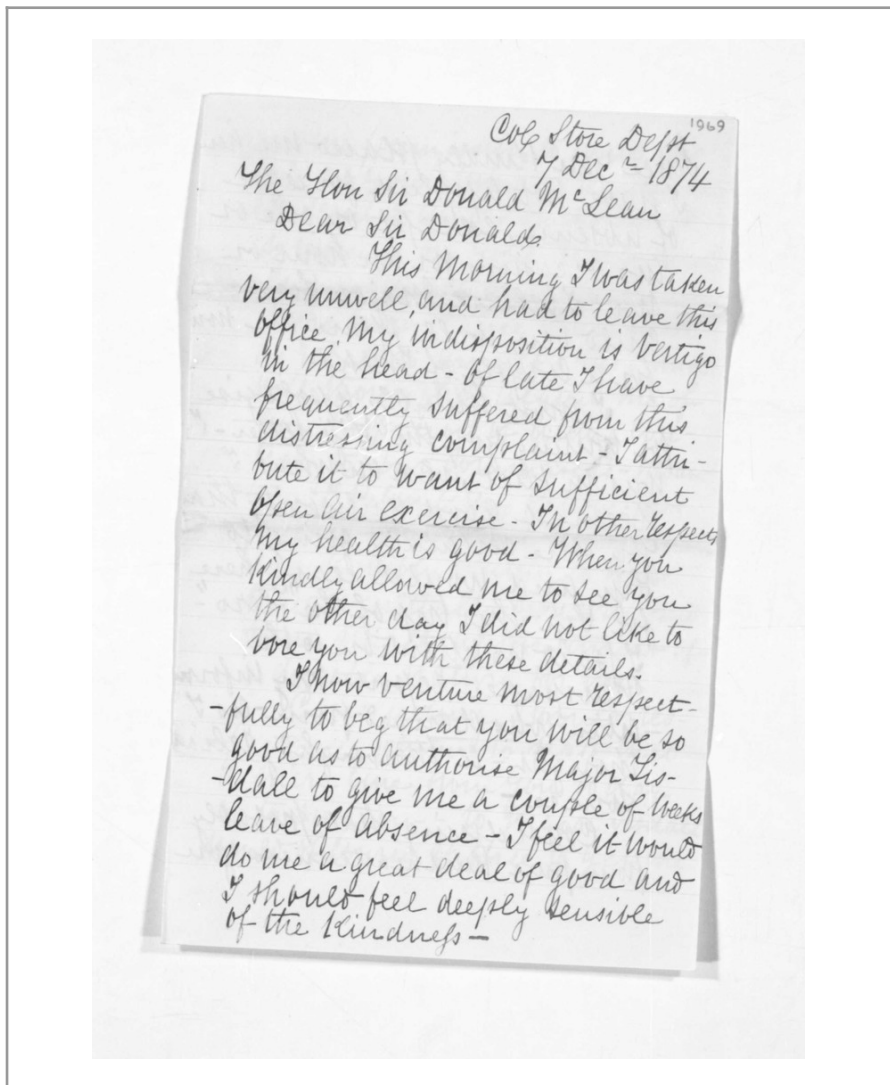 1969
Col Store Dept
7 Decr 1874
The Hon Sir Donald McLean
Dear Sir Donald
This Morning I was taken
very unwell, and had to leave this
office. My indisposition is Vertigo
in the head - Of late I have
frequently suffered from this
distressing complaint - I attri-
bute it to want of sufficient
open air exercise - In other respects
my health is good - When you
Kindly allowed me to see you
the other day I did not like to
bore you with these details.
I now venture most respect-
-fully to beg that you will be so
good as to authorise Major Tis-
-dall to give me a couple of Weeks
leave of absence - I feel it would
do me a great deal of good and
I should feel deeply sensible
of the Kindness -